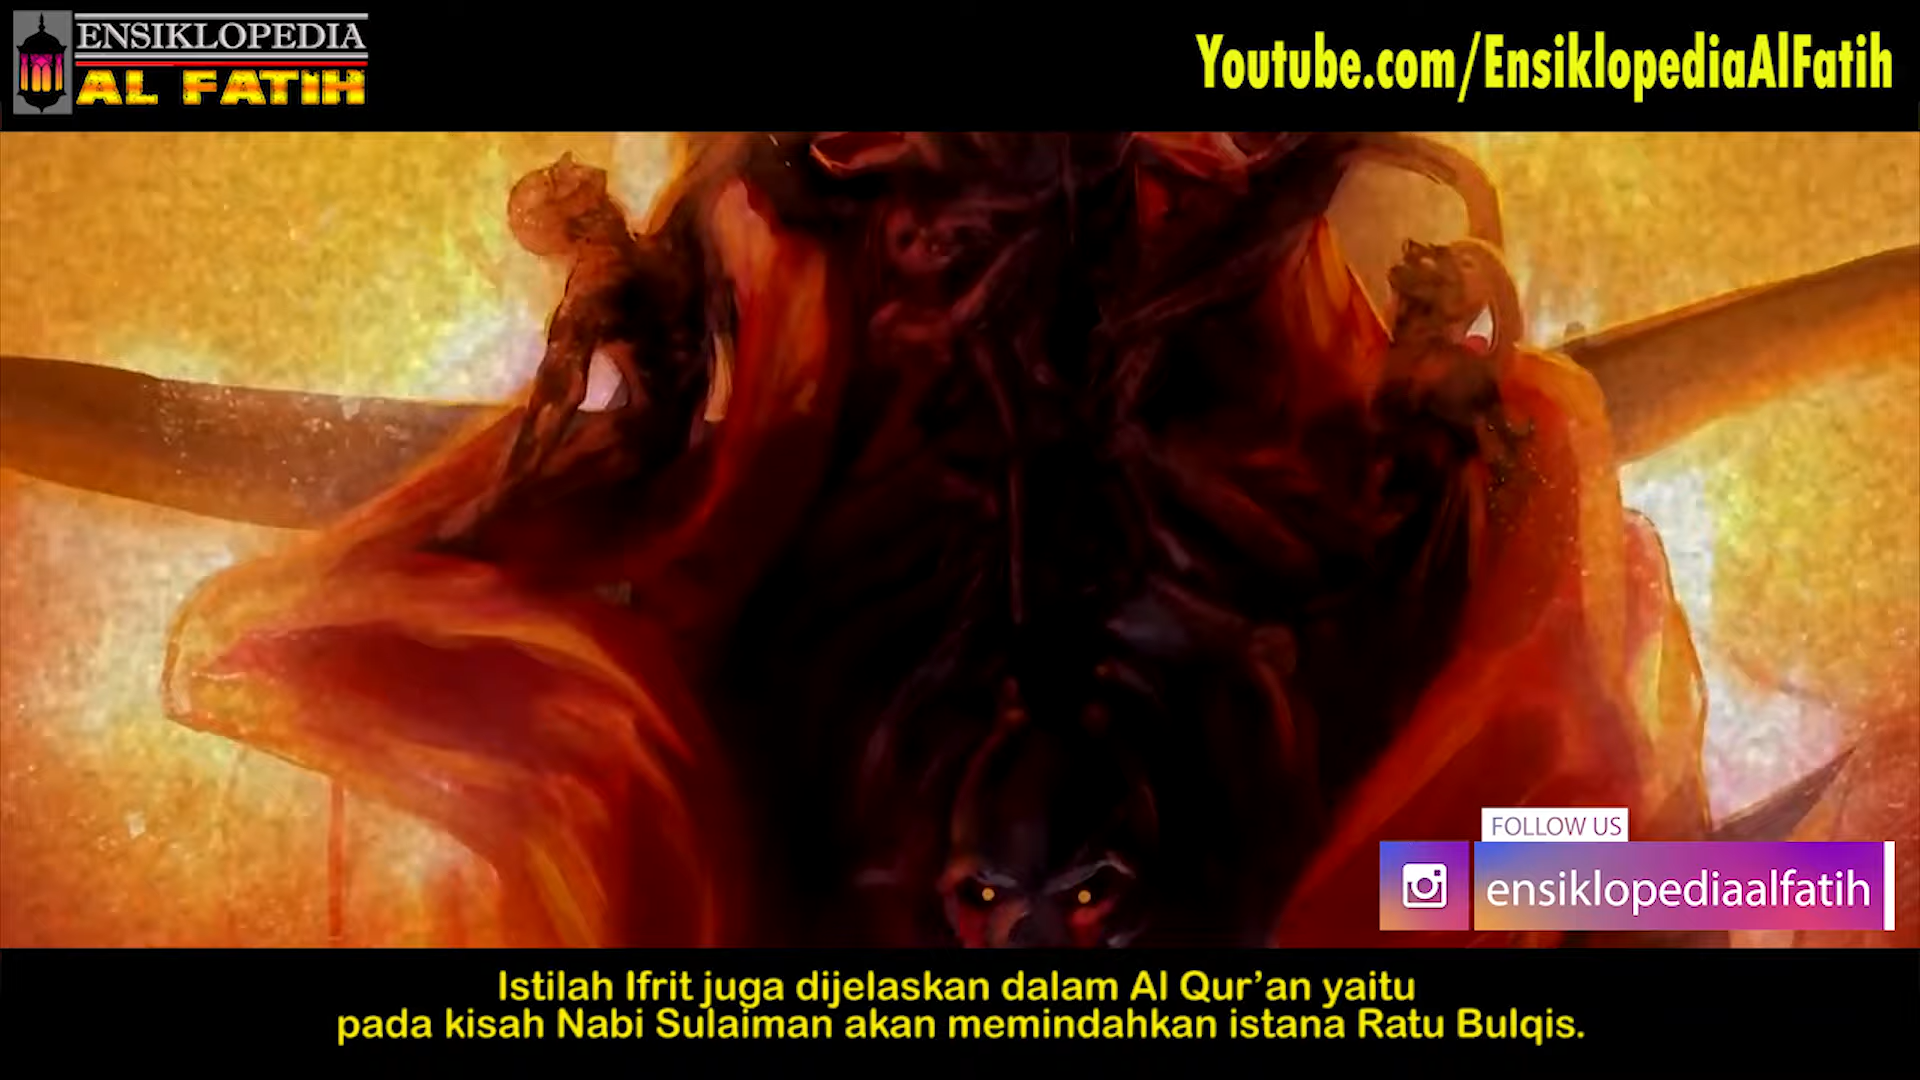 ENSIKLOPEDIA
AL FATIH
Youtube.com/EnsiklopediaAlFatih
FOLLOW US
ensiklopediaalfatih
Istilah Ifrit juga dijelaskan dalam Al Qur’an yaitu
pada kisah Nabi Sulaiman akan memindahkan istana Ratu Bulqis.